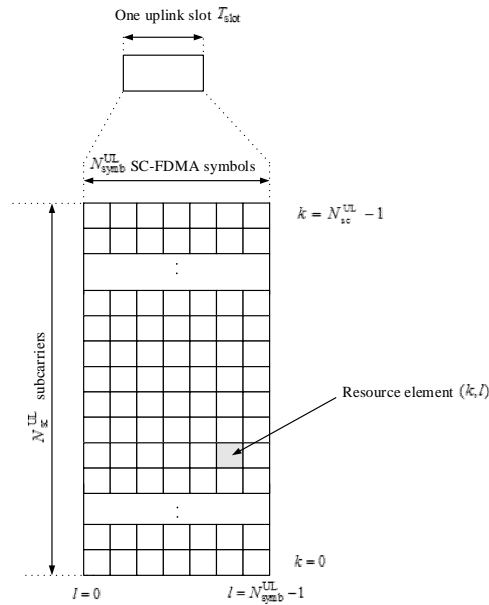 One uplink slot T_slot
N_symb^UL SC-FDMA symbols
k = N_sc^UL − 1
⋮
N_sc^UL subcarriers
Resource element (k, l)
⋮
k = 0
l = 0
l = N_symb^UL − 1